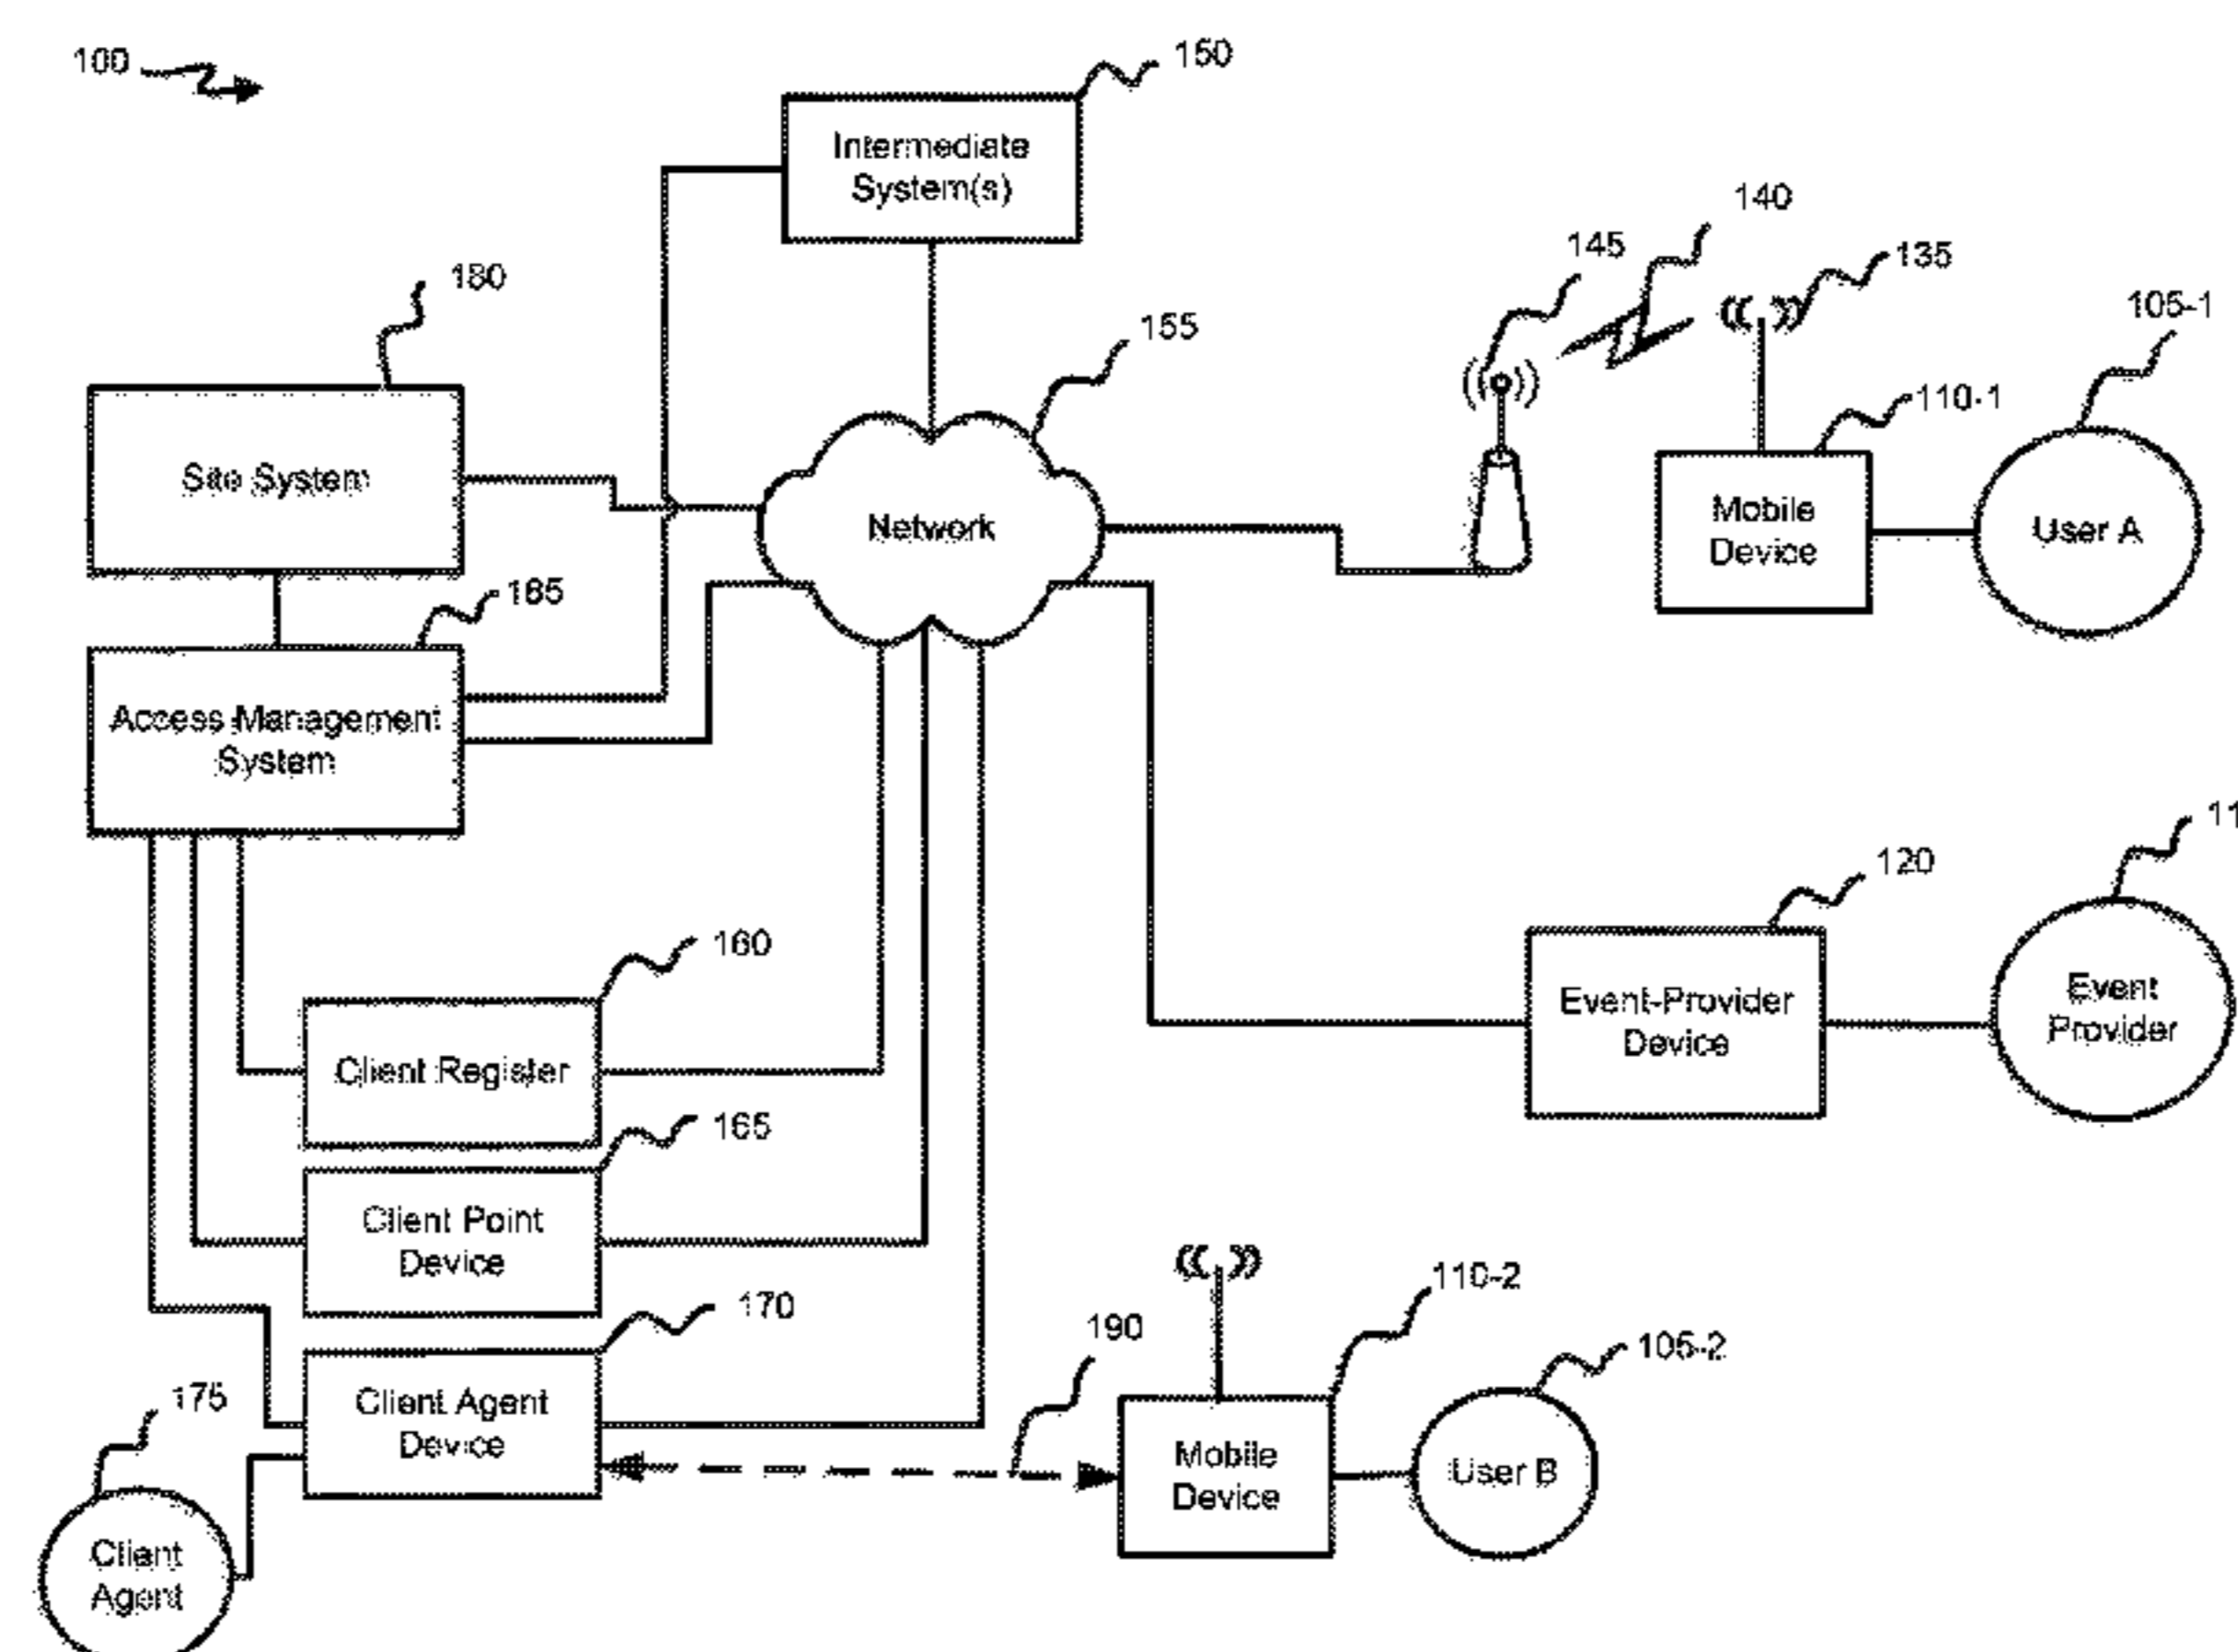 100
150
Intermediate
System(s)
140
145
135
180
155
105-1
110-1
Site System
Network
Mobile
Device
User A
185
Access Management
System
11
120
160
Event-Provider
Device
Event
Provider
Client Register
165
Client Point
Device
110-2
170
190
105-2
175
Client Agent
Device
Mobile
Device
User B
Client
Agent